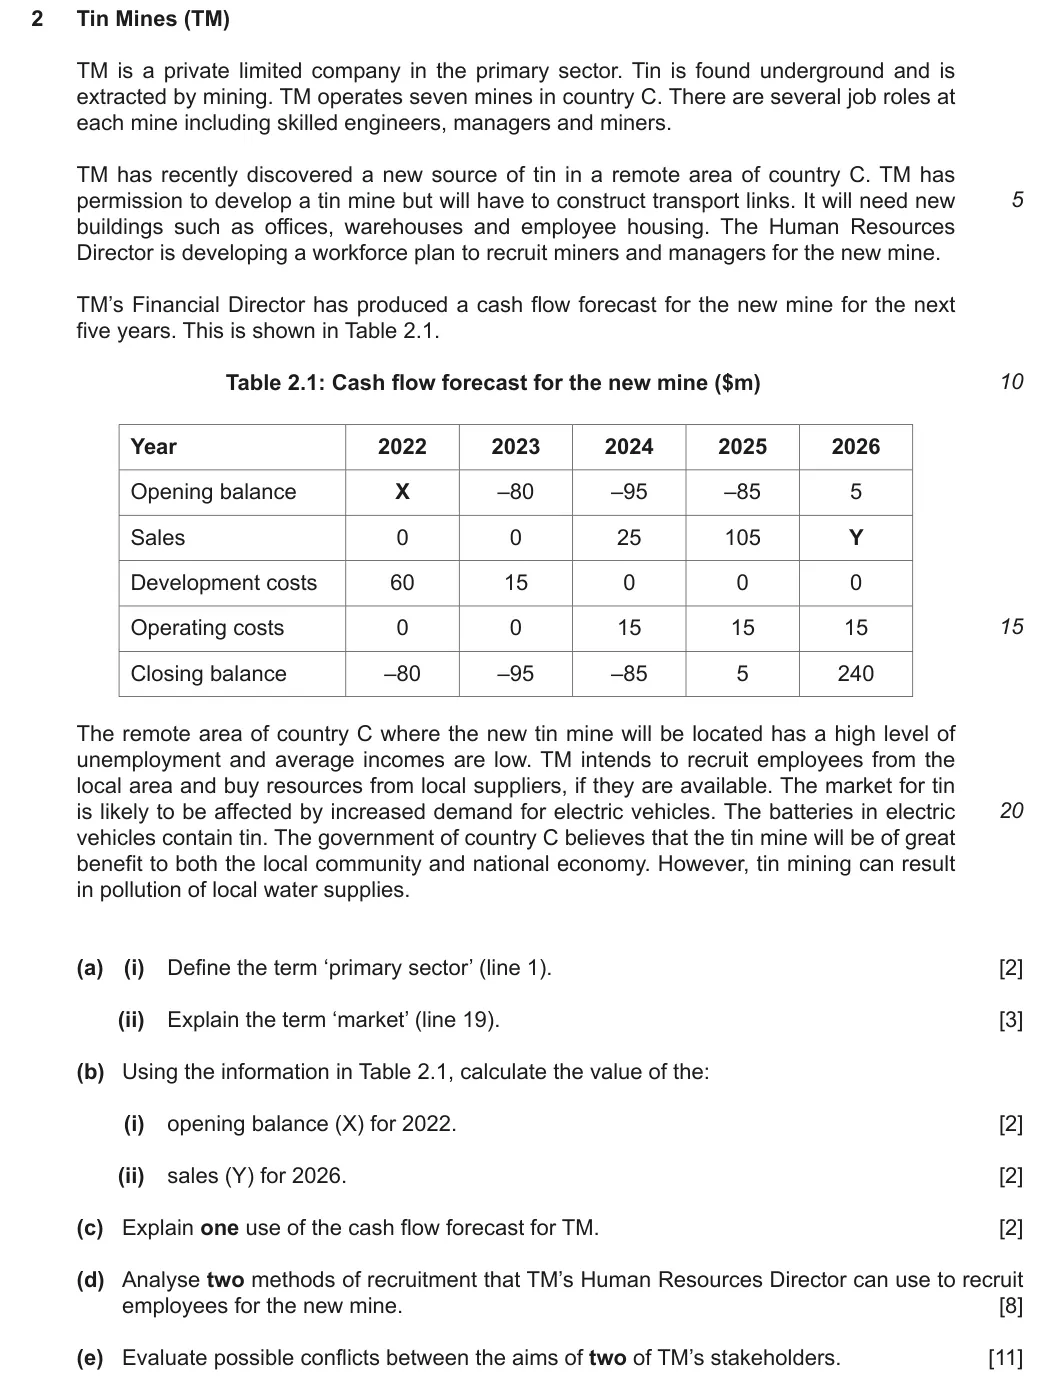 2 Tin Mines (TM)
TM is a private limited company in the primary sector. Tin is found underground and is
extracted by mining. TM operates seven mines in country C. There are several job roles at
each mine including skilled engineers, managers and miners.
TM has recently discovered a new source of tin in a remote area of country C. TM has
permission to develop a tin mine but will have to construct transport links. It will need new 5
buildings such as offices, warehouses and employee housing. The Human Resources
Director is developing a workforce plan to recruit miners and managers for the new mine.
TM’s Financial Director has produced a cash flow forecast for the new mine for the next
five years. This is shown in Table 2.1.
Table 2.1: Cash flow forecast for the new mine ($m) 10
Year 2022 2023 2024 2025 2026
Opening balance X –80 –95 –85 5
Sales 0 0 25 105 Y
Development costs 60 15 0 0 0
Operating costs 0 0 15 15 15 15
Closing balance –80 –95 –85 5 240
The remote area of country C where the new tin mine will be located has a high level of
unemployment and average incomes are low. TM intends to recruit employees from the
local area and buy resources from local suppliers, if they are available. The market for tin
is likely to be affected by increased demand for electric vehicles. The batteries in electric 20
vehicles contain tin. The government of country C believes that the tin mine will be of great
benefit to both the local community and national economy. However, tin mining can result
in pollution of local water supplies.
(a) (i) Define the term ‘primary sector’ (line 1). [2]
(ii) Explain the term ‘market’ (line 19). [3]
(b) Using the information in Table 2.1, calculate the value of the:
(i) opening balance (X) for 2022. [2]
(ii) sales (Y) for 2026. [2]
(c) Explain one use of the cash flow forecast for TM. [2]
(d) Analyse two methods of recruitment that TM’s Human Resources Director can use to recruit
employees for the new mine. [8]
(e) Evaluate possible conflicts between the aims of two of TM’s stakeholders. [11]